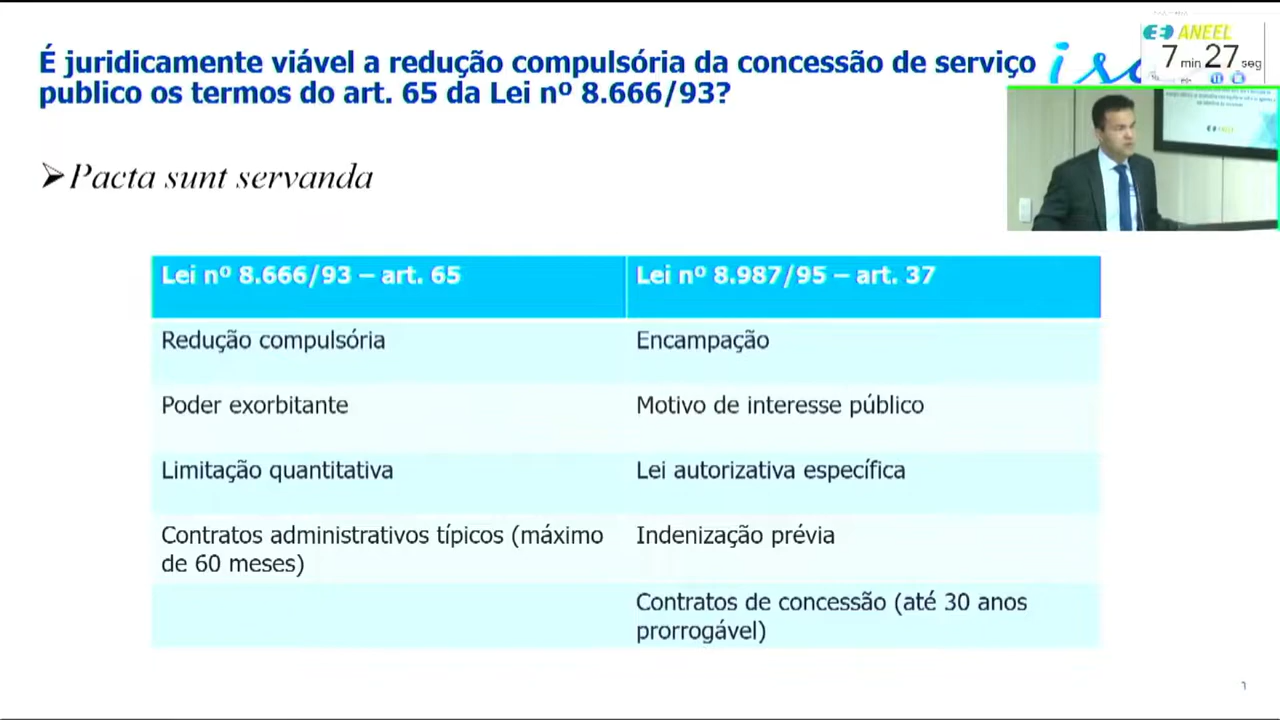 É juridicamente viável a redução compulsória da concessão de serviço
publico os termos do art. 65 da Lei nº 8.666/93?
ANEEL
7 min 27 seg
Pacta sunt servanda
Lei nº 8.666/93 – art. 65
Lei nº 8.987/95 – art. 37
Redução compulsória
Encampação
Poder exorbitante
Motivo de interesse público
Limitação quantitativa
Lei autorizativa específica
Contratos administrativos típicos (máximo
de 60 meses)
Indenização prévia
Contratos de concessão (até 30 anos
prorrogável)